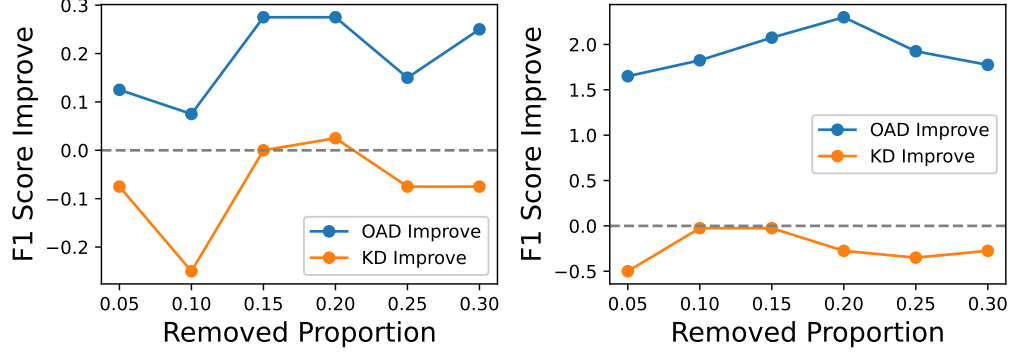 F1 Score Improve
0.3
0.2
0.1
0.0
−0.1
−0.2
OAD Improve
KD Improve
0.05 0.10 0.15 0.20 0.25 0.30
Removed Proportion
F1 Score Improve
2.0
1.5
1.0
0.5
0.0
−0.5
OAD Improve
KD Improve
0.05 0.10 0.15 0.20 0.25 0.30
Removed Proportion